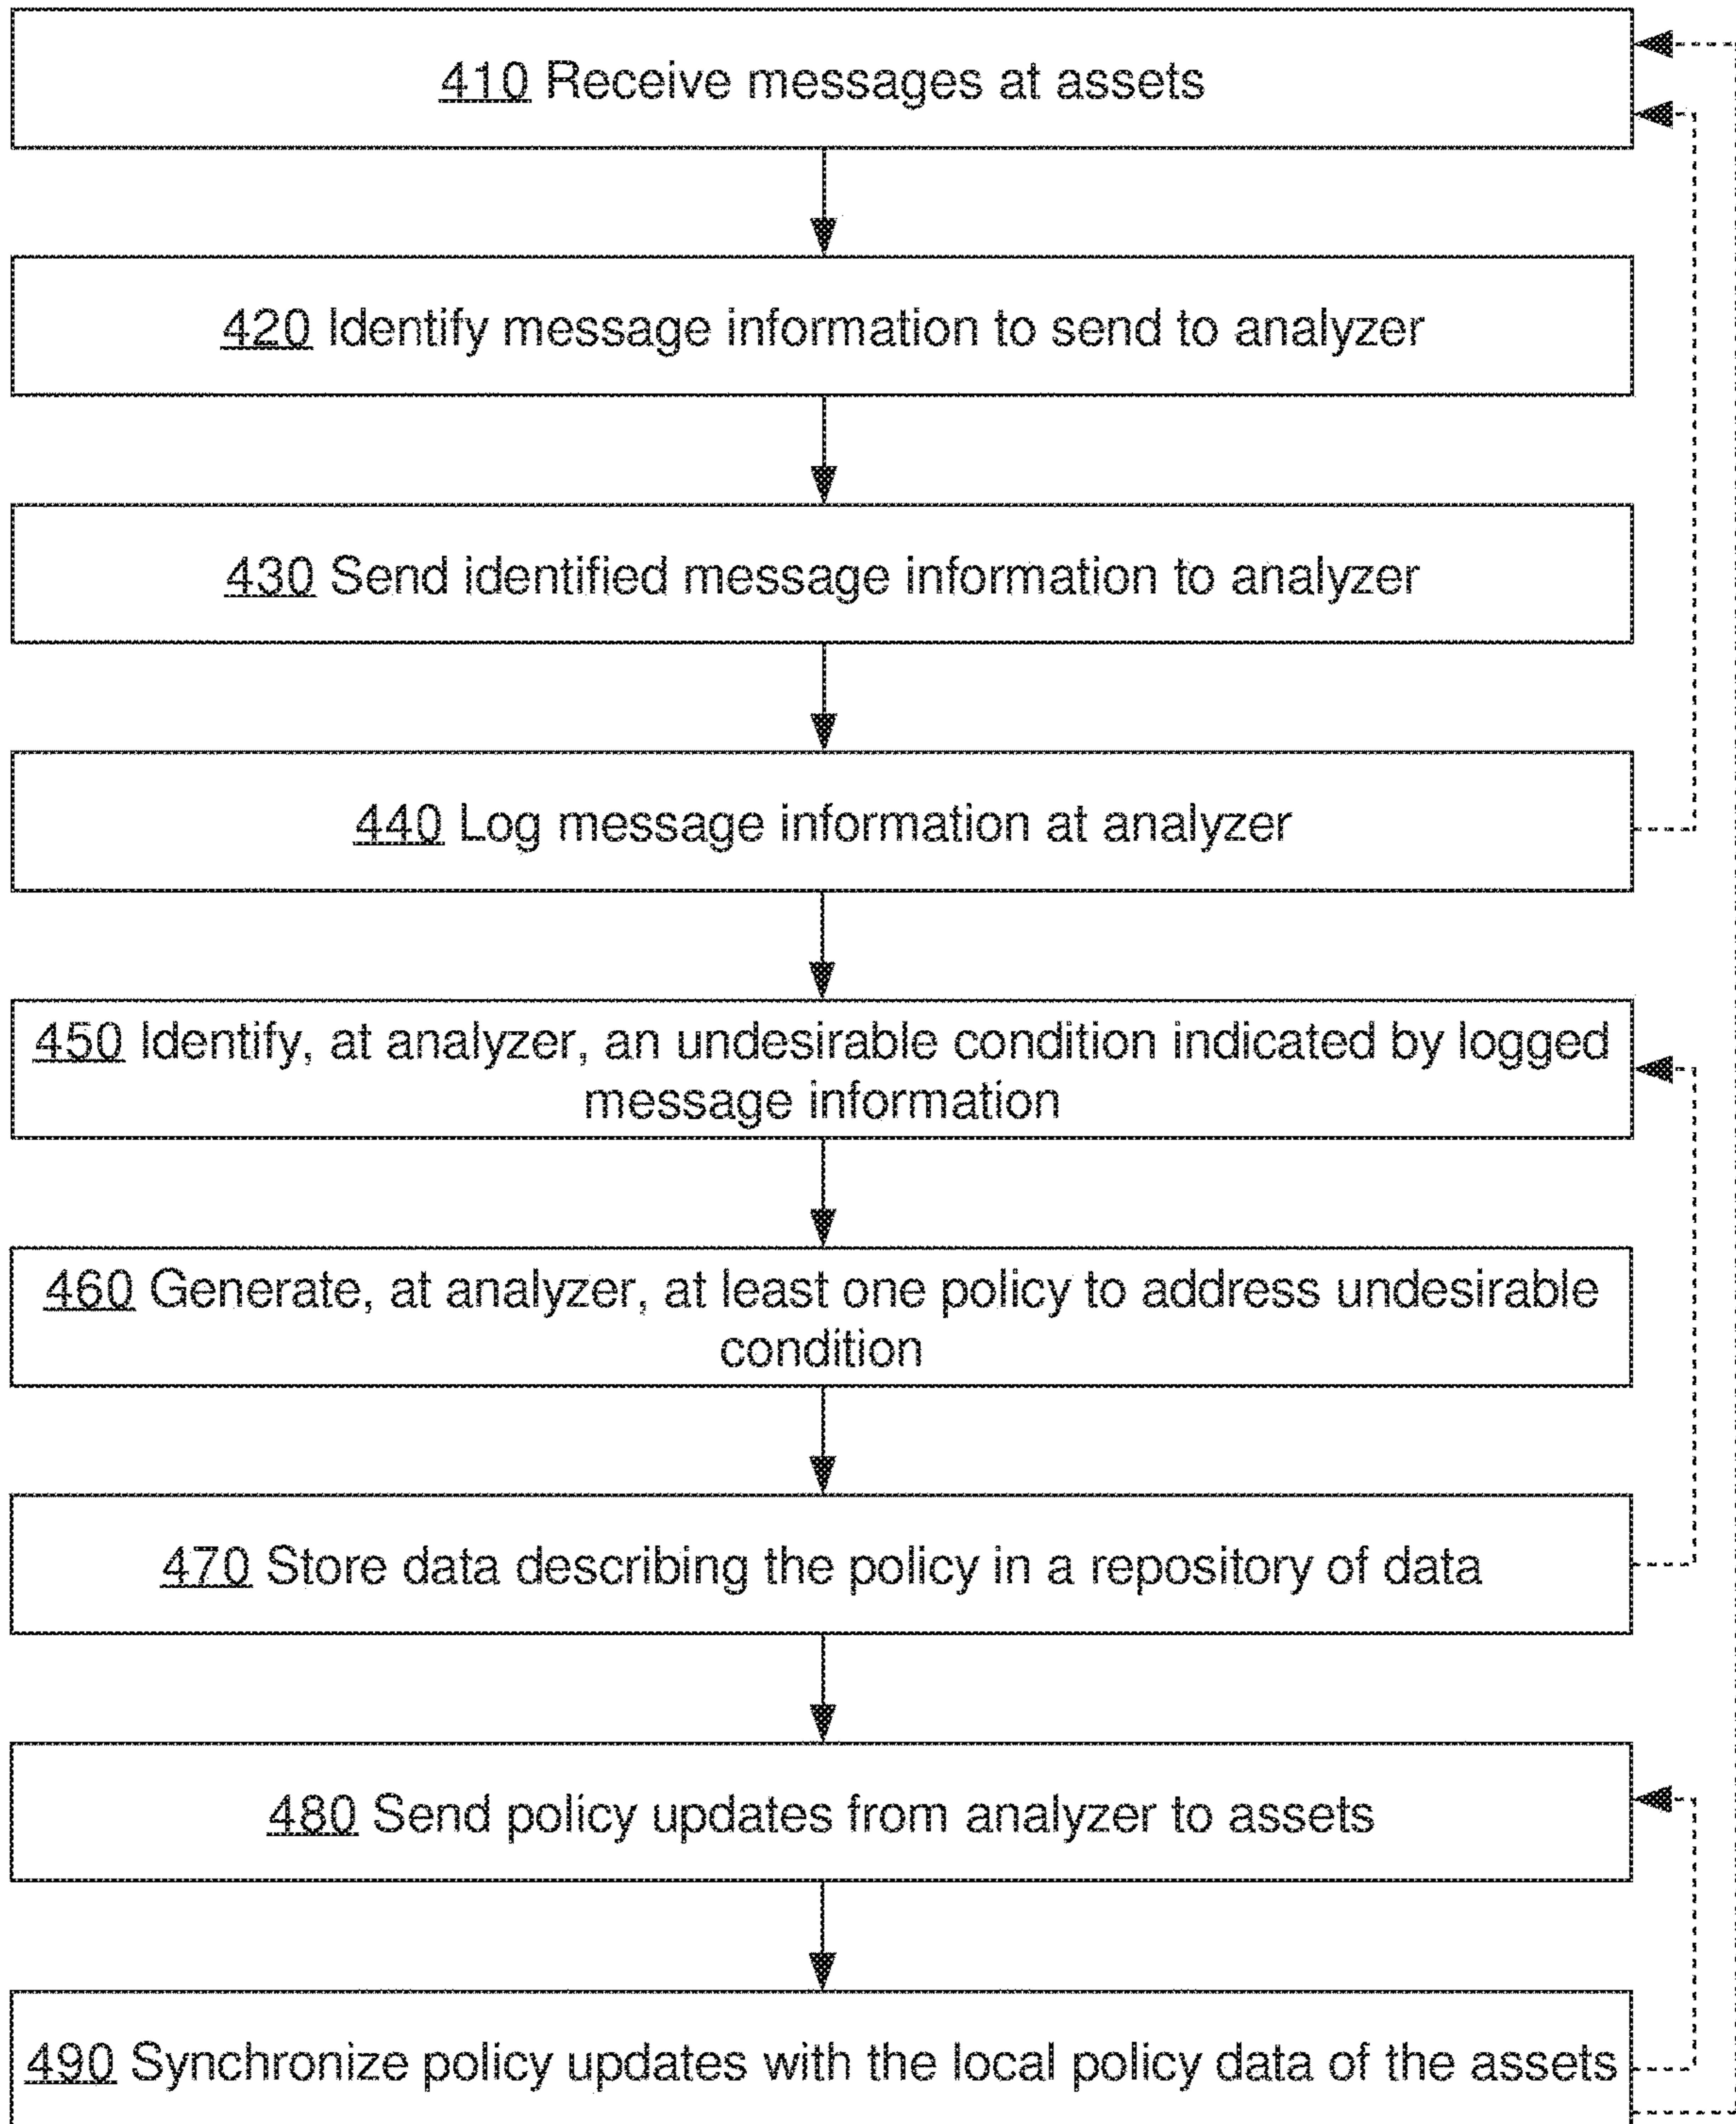 410 Receive messages at assets
420 Identify message information to send to analyzer
430 Send identified message information to analyzer
440 Log message information at analyzer
450 Identify, at analyzer, an undesirable condition indicated by logged
message information
460 Generate, at analyzer, at least one policy to address undesirable
condition
470 Store data describing the policy in a repository of data
480 Send policy updates from analyzer to assets
490 Synchronize policy updates with the local policy data of the assets